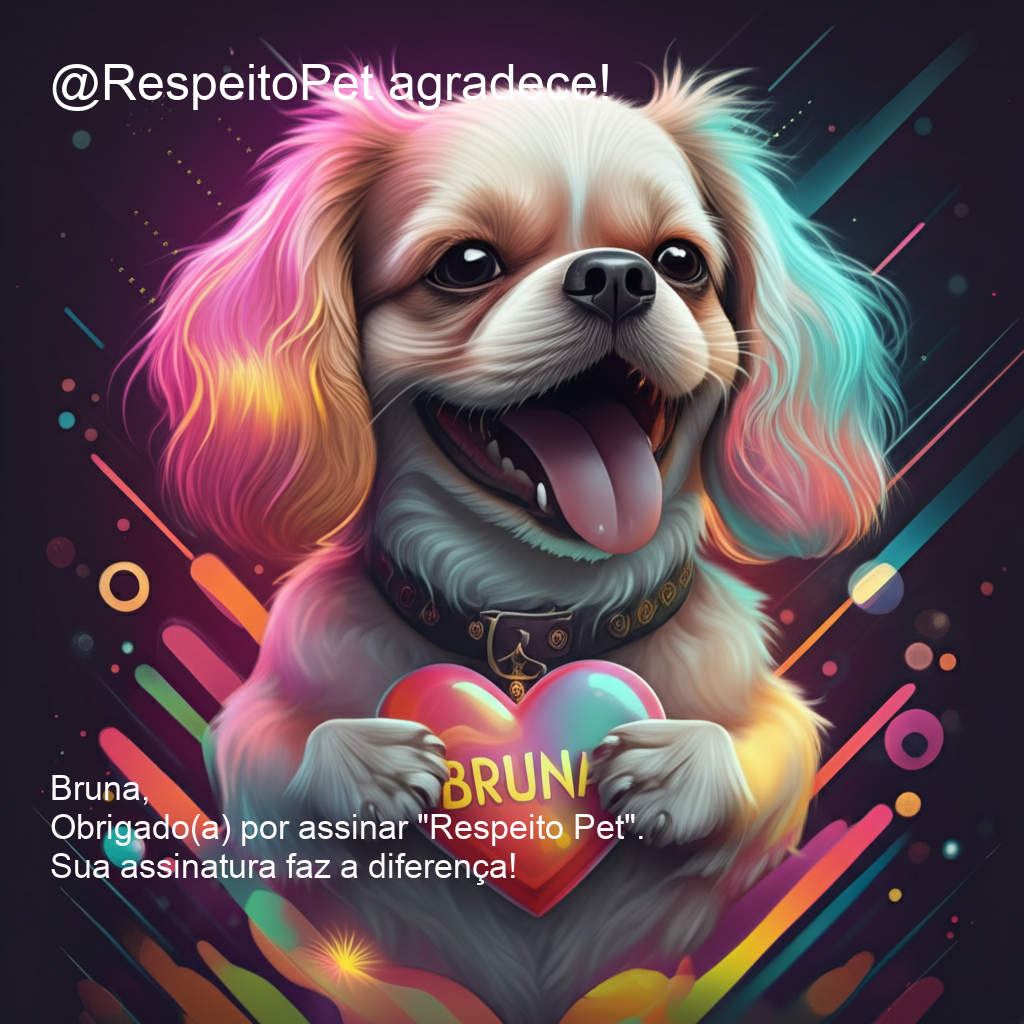 @RespeitoPet agradece!
BRUNA
Bruna,
Obrigado(a) por assinar "Respeito Pet".
Sua assinatura faz a diferença!